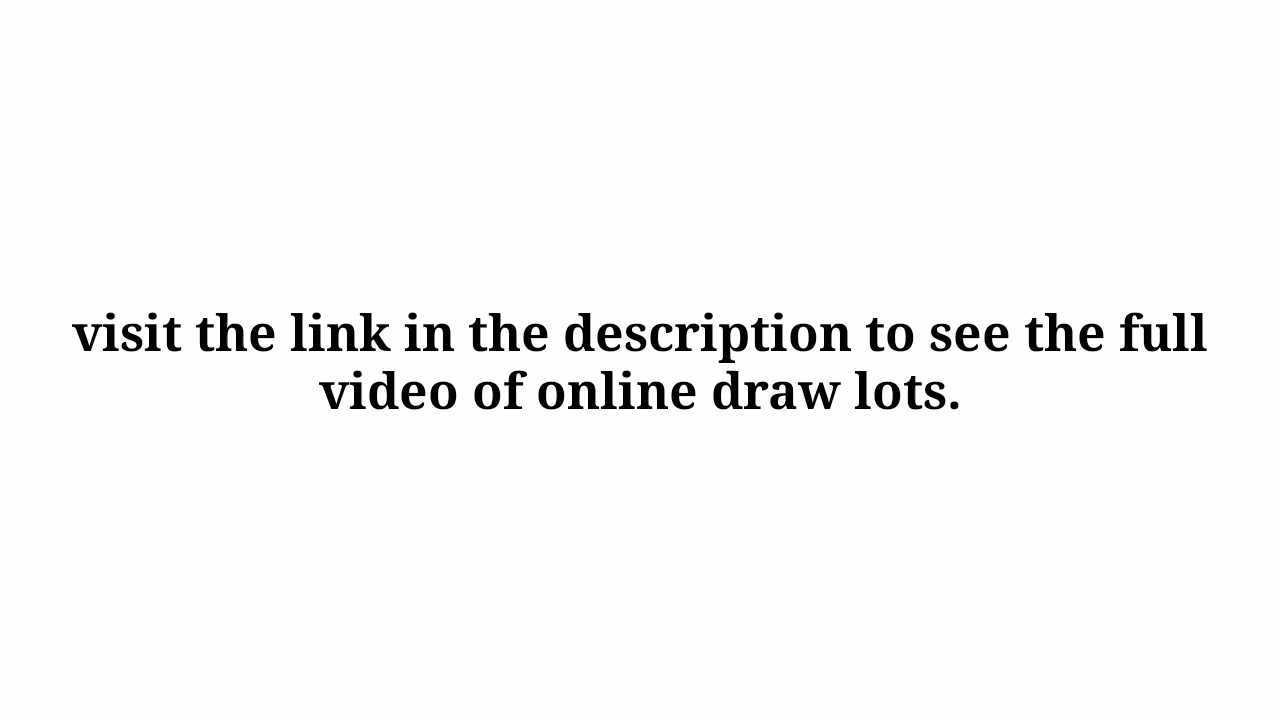 visit the link in the description to see the full
video of online draw lots.